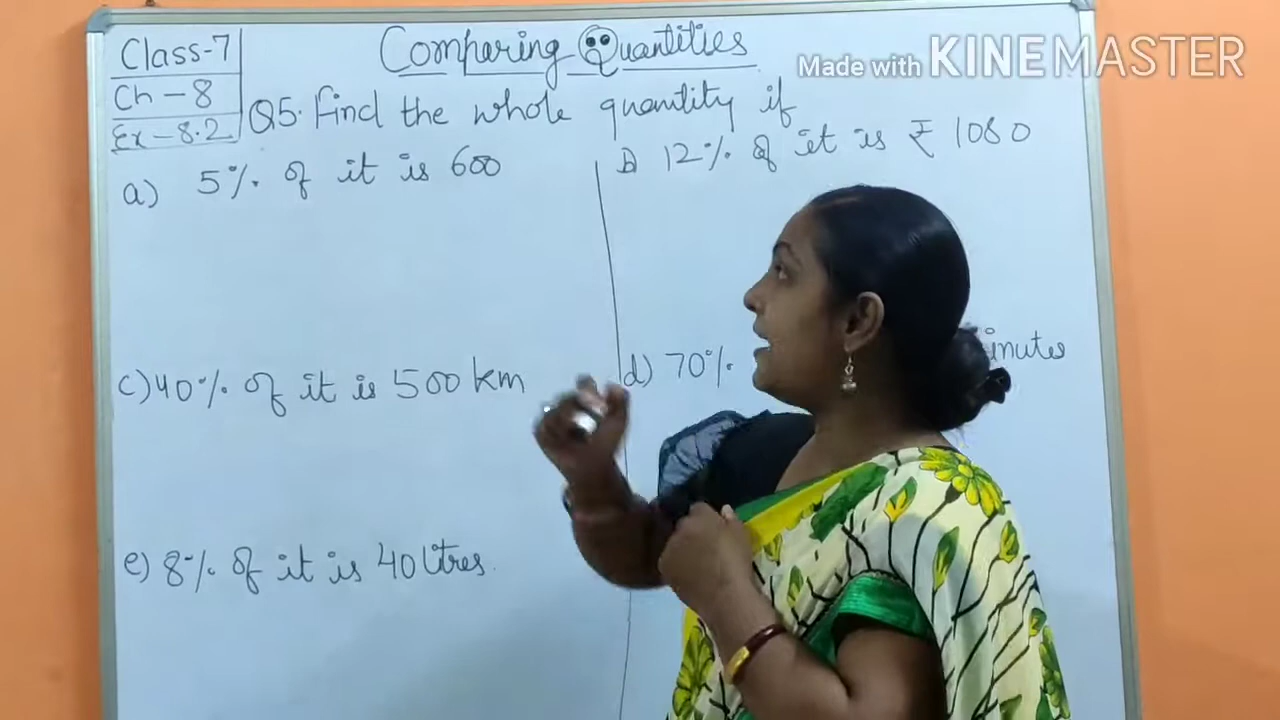 Class-7
Ch-8
Ex-8.2
Comparing Quantities
Made with KINEMASTER
Q5. Find the whole quantity if
a) 5% of it is 600
b) 12% of it is ₹ 1080
c) 40% of it is 500 km
d) 70%
e) 8% of it is 40 litres.